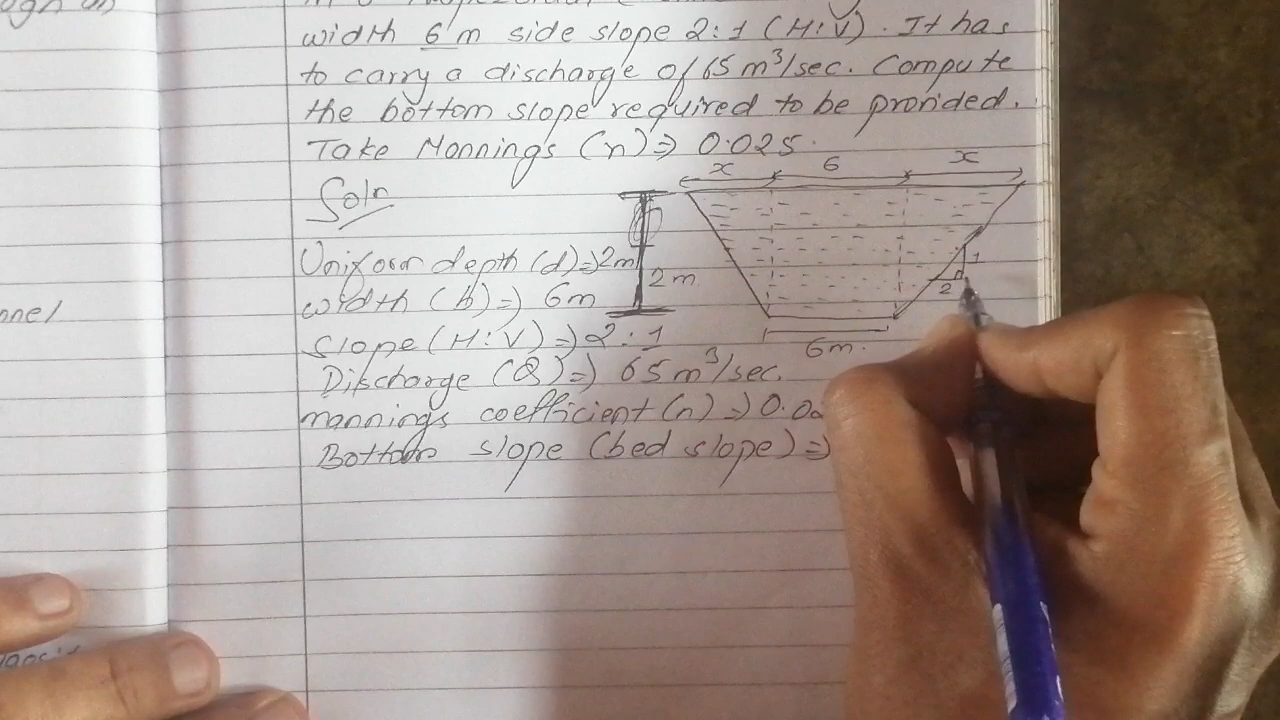 width 6 m side slope 2:1 (H:V). It has
to carry a discharge of 65 m³/sec. Compute
the bottom slope required to be provided.
Take Mannings (n) ⇒ 0.025.
Soln
x 6 x
Uniform depth (d) ⇒ 2m
2m
1
2
width (b) ⇒ 6m
6m.
Slope (H:V) ⇒ 2:1
Discharge (Q) ⇒ 65 m³/sec.
mannings coefficient (n) ⇒ 0.02
Bottom slope (bed slope) ⇒